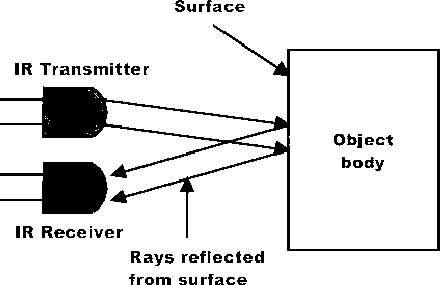 Surface
IR Transmitter
Object
body
IR Receiver
Rays reflected
from surface